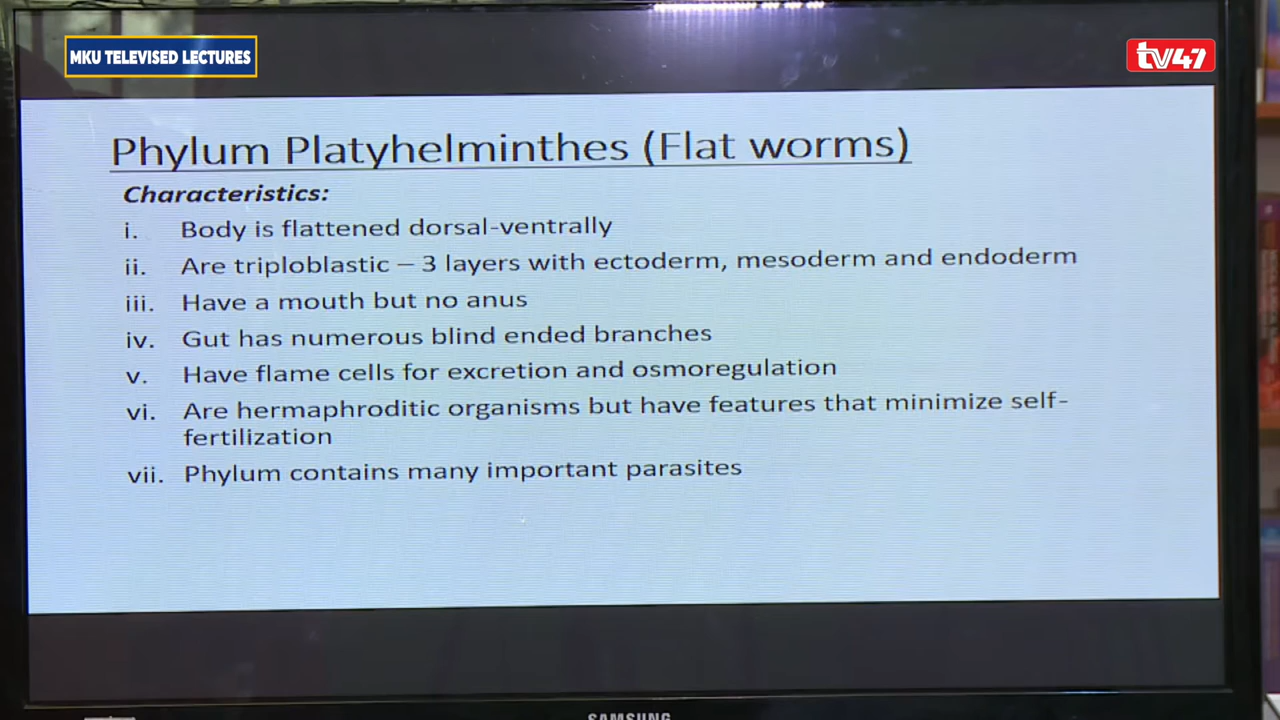 MKU TELEVISED LECTURES
tv47
Phylum Platyhelminthes (Flat worms)
Characteristics:
i. Body is flattened dorsal-ventrally
ii. Are triploblastic – 3 layers with ectoderm, mesoderm and endoderm
iii. Have a mouth but no anus
iv. Gut has numerous blind ended branches
v. Have flame cells for excretion and osmoregulation
vi. Are hermaphroditic organisms but have features that minimize self-
fertilization
vii. Phylum contains many important parasites
SAMSUNG